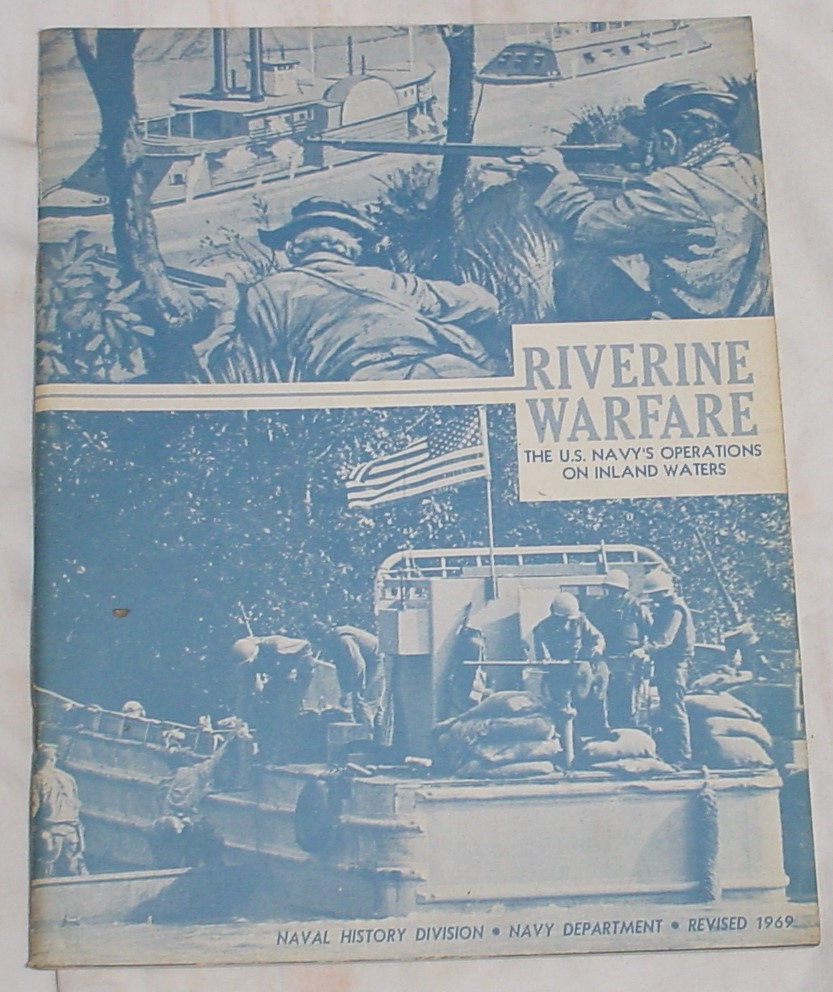 RIVERINE
WARFARE
THE U.S. NAVY'S OPERATIONS
ON INLAND WATERS
NAVAL HISTORY DIVISION • NAVY DEPARTMENT • REVISED 1969